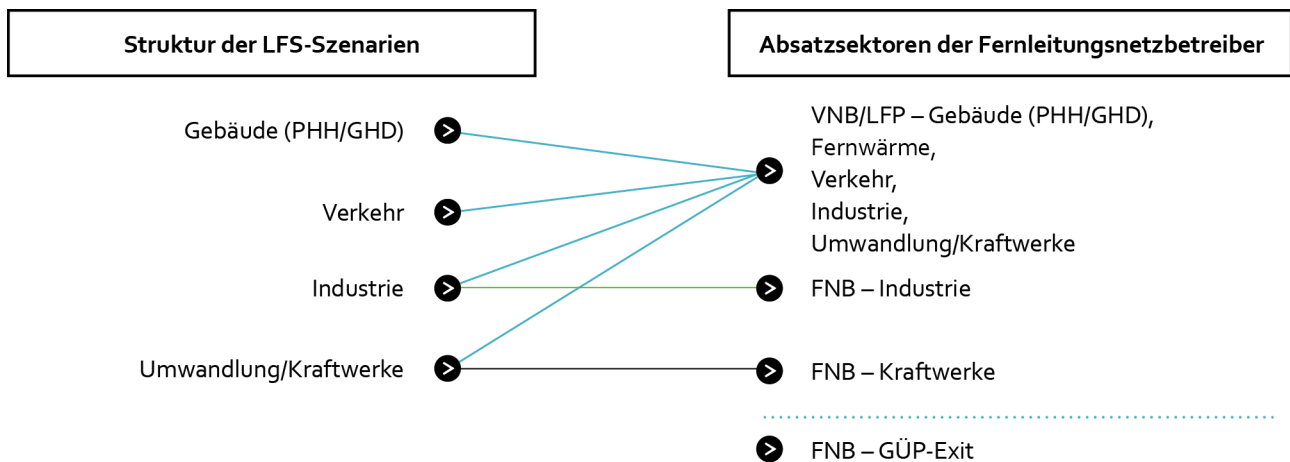 Struktur der LFS-Szenarien
Absatzsektoren der Fernleitungsnetzbetreiber
Gebäude (PHH/GHD)
Verkehr
Industrie
Umwandlung/Kraftwerke
VNB/LFP – Gebäude (PHH/GHD),
Fernwärme,
Verkehr,
Industrie,
Umwandlung/Kraftwerke
FNB – Industrie
FNB – Kraftwerke
FNB – GÜP-Exit